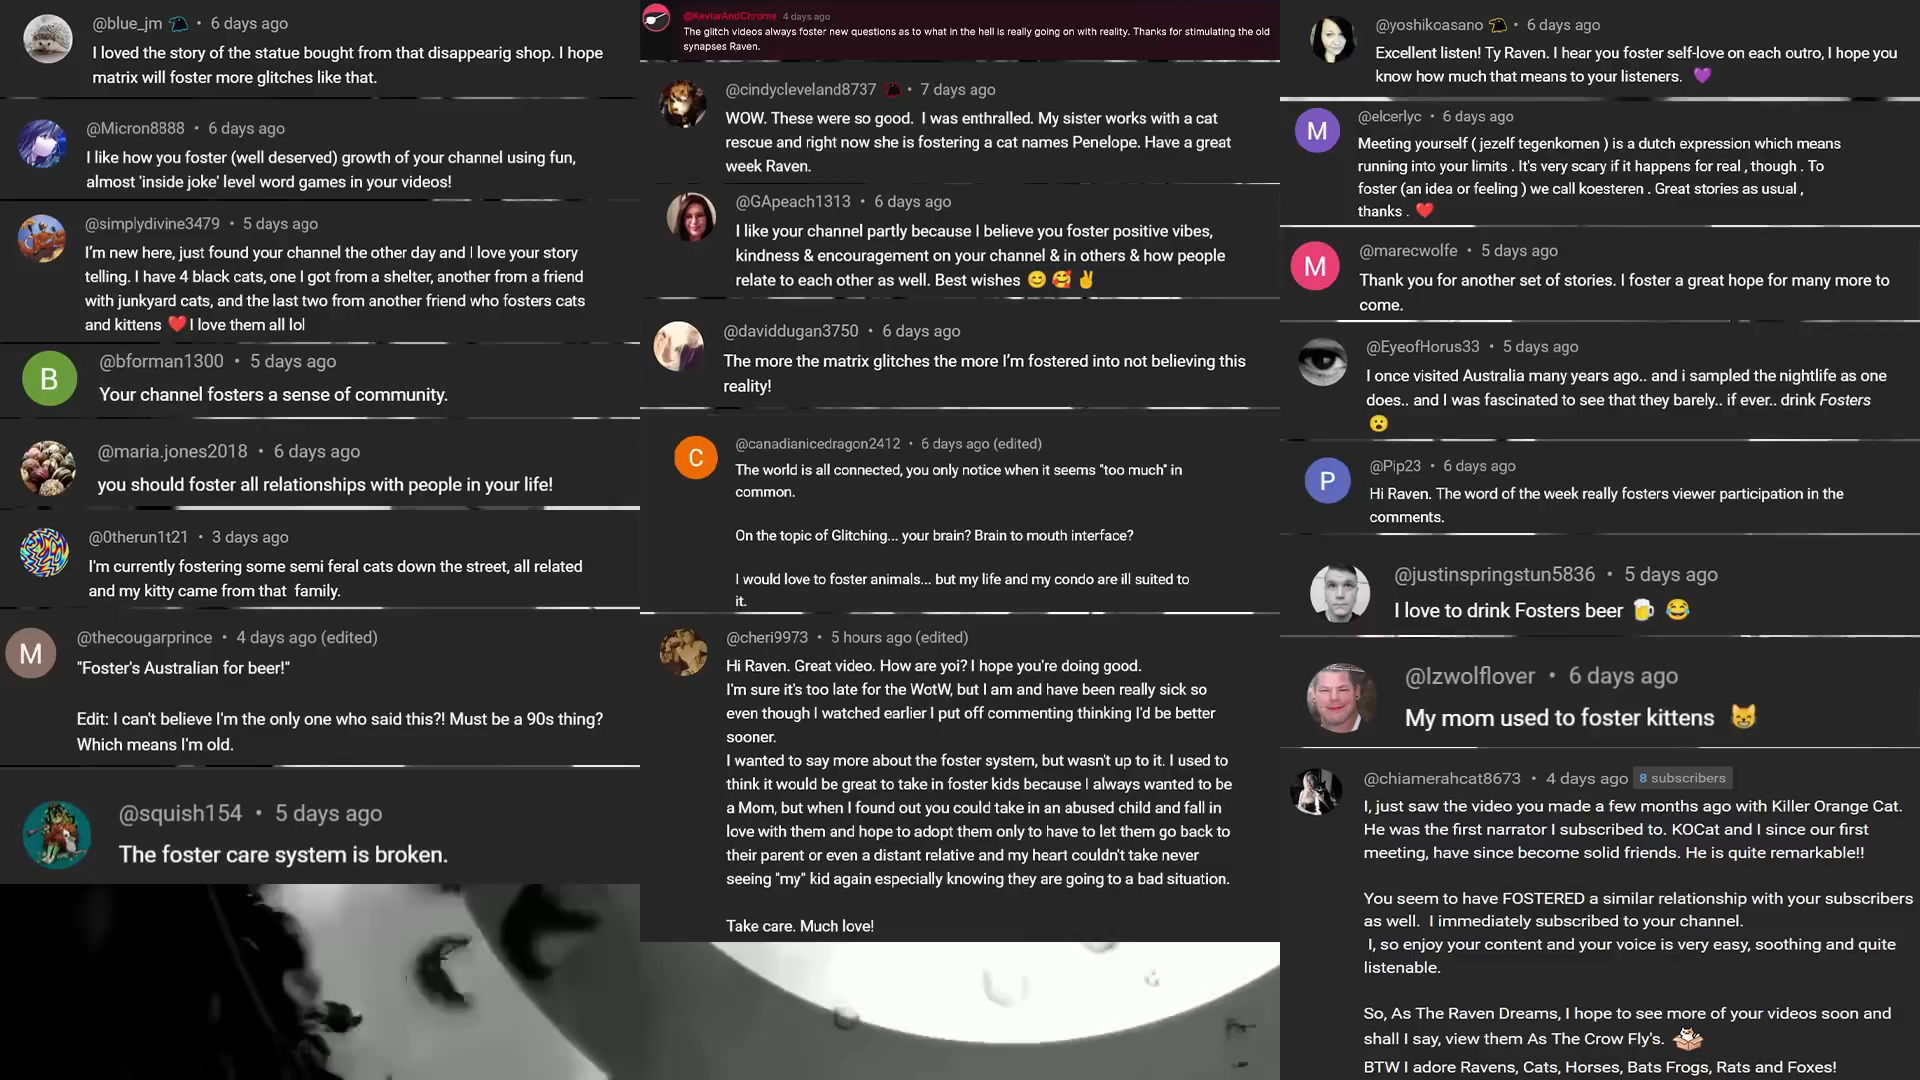 @blue_jm • 6 days ago
I loved the story of the statue bought from that disappearig shop. I hope
matrix will foster more glitches like that.
@Micron8888 • 6 days ago
I like how you foster (well deserved) growth of your channel using fun,
almost 'inside joke' level word games in your videos!
@simplydivine3479 • 5 days ago
I'm new here, just found your channel the other day and I love your story
telling. I have 4 black cats, one I got from a shelter, another from a friend
with junkyard cats, and the last two from another friend who fosters cats
and kittens ❤️ I love them all lol
B
@bforman1300 • 5 days ago
Your channel fosters a sense of community.
@maria.jones2018 • 6 days ago
you should foster all relationships with people in your life!
@0therun1t21 • 3 days ago
I'm currently fostering some semi feral cats down the street, all related
and my kitty came from that family.
M
@thecougarprince • 4 days ago (edited)
"Foster's Australian for beer!"
Edit: I can't believe I'm the only one who said this?! Must be a 90s thing?
Which means I'm old.
@squish154 • 5 days ago
The foster care system is broken.
@KevlarAndChrome 4 days ago
The glitch videos always foster new questions as to what in the hell is really going on with reality. Thanks for stimulating the old
synapses Raven.
@cindycleveland8737 • 7 days ago
WOW. These were so good. I was enthralled. My sister works with a cat
rescue and right now she is fostering a cat names Penelope. Have a great
week Raven.
@GApeach1313 • 6 days ago
I like your channel partly because I believe you foster positive vibes,
kindness & encouragement on your channel & in others & how people
relate to each other as well. Best wishes 😊 🥰 ✌️
@daviddugan3750 • 6 days ago
The more the matrix glitches the more I'm fostered into not believing this
reality!
C
@canadianicedragon2412 • 6 days ago (edited)
The world is all connected, you only notice when it seems "too much" in
common.
On the topic of Glitching... your brain? Brain to mouth interface?
I would love to foster animals... but my life and my condo are ill suited to
it.
@cheri9973 • 5 hours ago (edited)
Hi Raven. Great video. How are yoi? I hope you're doing good.
I'm sure it's too late for the WotW, but I am and have been really sick so
even though I watched earlier I put off commenting thinking I'd be better
sooner.
I wanted to say more about the foster system, but wasn't up to it. I used to
think it would be great to take in foster kids because I always wanted to be
a Mom, but when I found out you could take in an abused child and fall in
love with them and hope to adopt them only to have to let them go back to
their parent or even a distant relative and my heart couldn't take never
seeing "my" kid again especially knowing they are going to a bad situation.
Take care. Much love!
@yoshikoasano • 6 days ago
Excellent listen! Ty Raven. I hear you foster self-love on each outro, I hope you
know how much that means to your listeners. 💜
M
@elcerlyc • 6 days ago
Meeting yourself ( jezelf tegenkomen ) is a dutch expression which means
running into your limits . It's very scary if it happens for real , though . To
foster (an idea or feeling ) we call koesteren . Great stories as usual ,
thanks . ❤️
M
@marecwolfe • 5 days ago
Thank you for another set of stories. I foster a great hope for many more to
come.
@EyeofHorus33 • 5 days ago
I once visited Australia many years ago.. and i sampled the nightlife as one
does.. and I was fascinated to see that they barely.. if ever.. drink Fosters
😮
P
@Pip23 • 6 days ago
Hi Raven. The word of the week really fosters viewer participation in the
comments.
@justinspringstun5836 • 5 days ago
I love to drink Fosters beer 🍺 😂
@lzwolflover • 6 days ago
My mom used to foster kittens 😸
@chiamerahcat8673 • 4 days ago 8 subscribers
I, just saw the video you made a few months ago with Killer Orange Cat.
He was the first narrator I subscribed to. KOCat and I since our first
meeting, have since become solid friends. He is quite remarkable!!
You seem to have FOSTERED a similar relationship with your subscribers
as well. I immediately subscribed to your channel.
I, so enjoy your content and your voice is very easy, soothing and quite
listenable.
So, As The Raven Dreams, I hope to see more of your videos soon and
shall I say, view them As The Crow Fly's.
BTW I adore Ravens, Cats, Horses, Bats Frogs, Rats and Foxes!